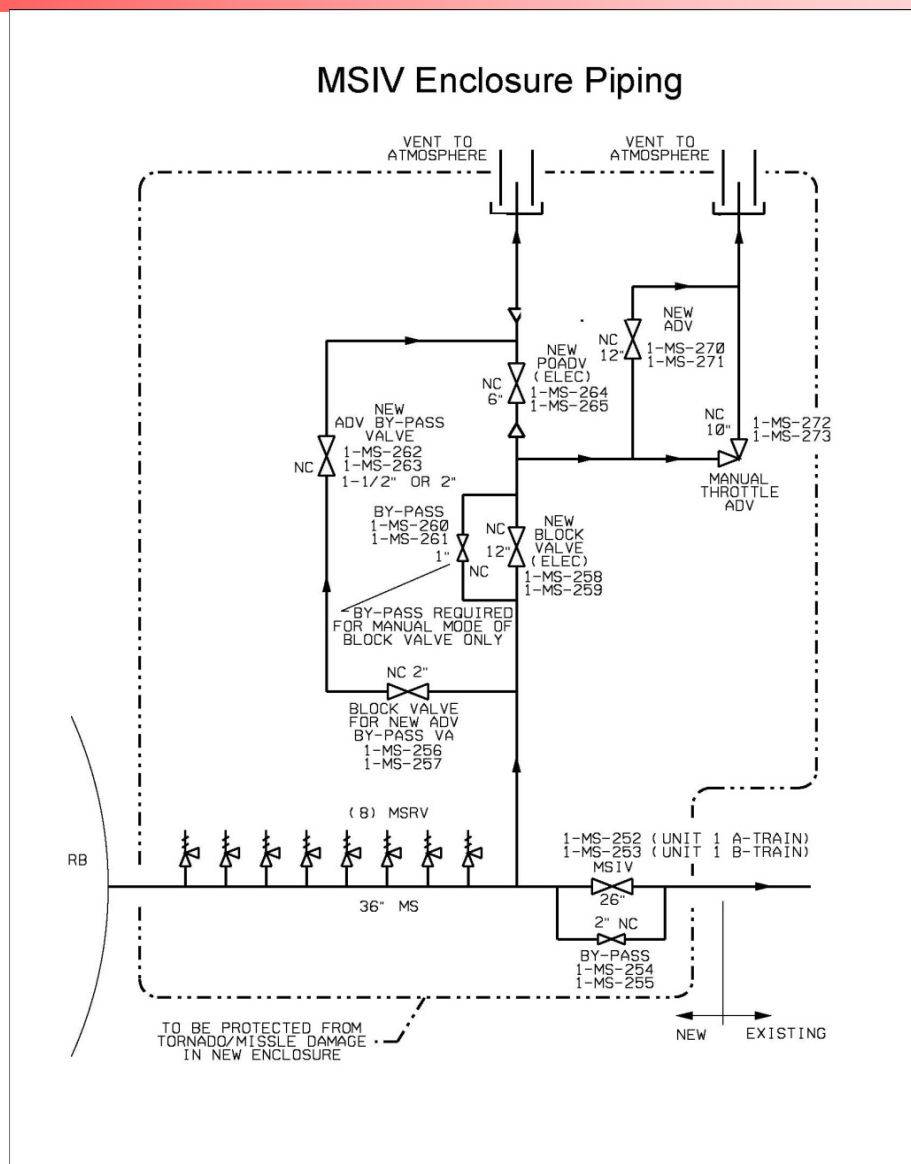 MSIV Enclosure Piping
VENT TO
ATMOSPHERE
VENT TO
ATMOSPHERE
NEW
ADV
1-MS-270
1-MS-271
NC
12"
NEW
POADV
(ELEC)
1-MS-264
1-MS-265
NC
6"
NEW
ADV BY-PASS
VALVE
1-MS-262
1-MS-263
1-1/2" OR 2"
NC
NC
10"
1-MS-272
1-MS-273
MANUAL
THROTTLE
ADV
BY-PASS
1-MS-260
1-MS-261
1"
NC
NC
12"
NEW
BLOCK
VALVE
(ELEC)
1-MS-258
1-MS-259
BY-PASS REQUIRED
FOR MANUAL MODE OF
BLOCK VALVE ONLY
NC 2"
BLOCK VALVE
FOR NEW ADV
BY-PASS VA
1-MS-256
1-MS-257
(8) MSRV
RB
36" MS
1-MS-252 (UNIT 1 A-TRAIN)
1-MS-253 (UNIT 1 B-TRAIN)
MSIV
26"
2" NC
BY-PASS
1-MS-254
1-MS-255
TO BE PROTECTED FROM
TORNADO/MISSLE DAMAGE
IN NEW ENCLOSURE
NEW
EXISTING